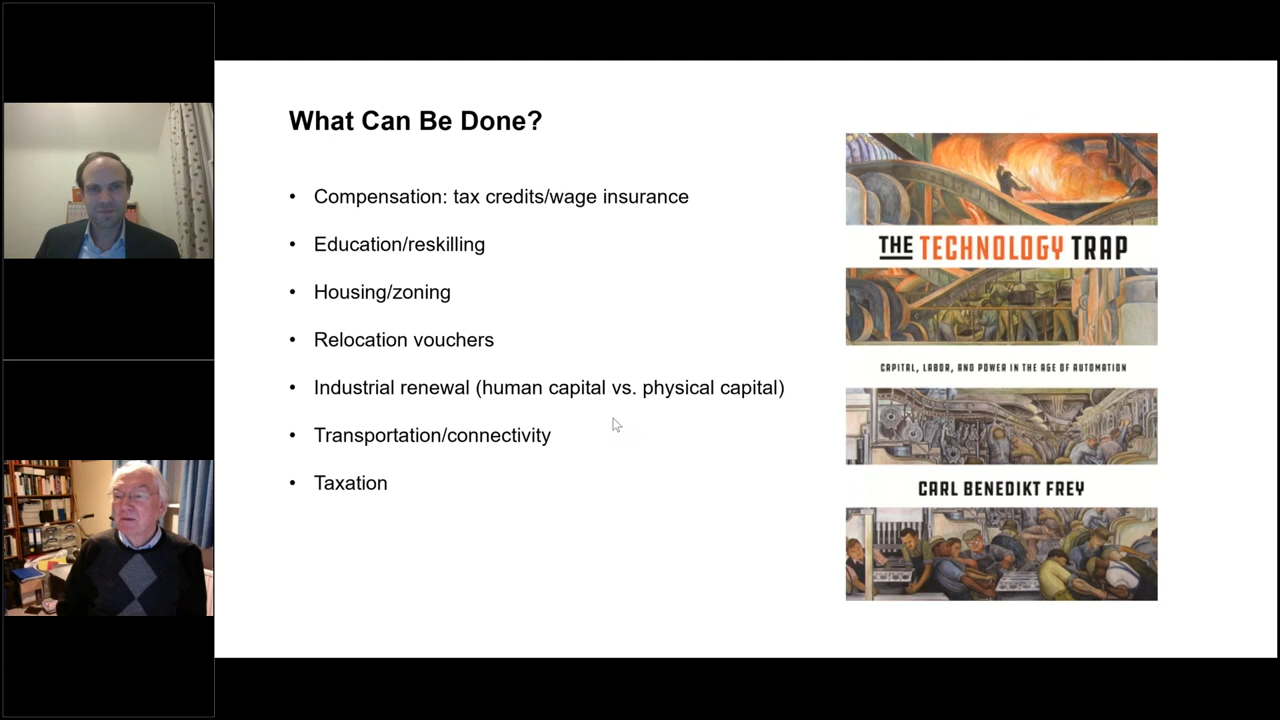 What Can Be Done?
• Compensation: tax credits/wage insurance
• Education/reskilling
• Housing/zoning
• Relocation vouchers
• Industrial renewal (human capital vs. physical capital)
• Transportation/connectivity
• Taxation
THE TECHNOLOGY TRAP
CAPITAL, LABOR, AND POWER IN THE AGE OF AUTOMATION
CARL BENEDIKT FREY